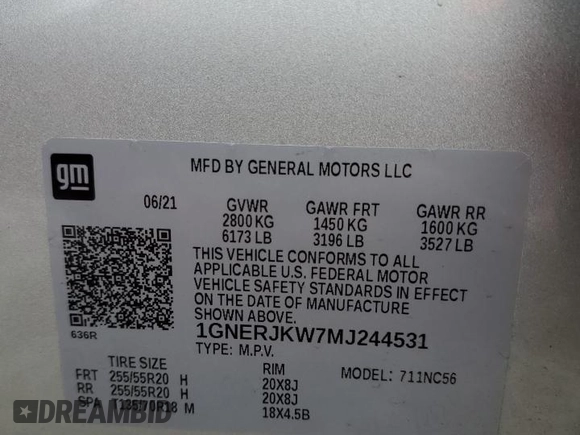 gm
MFD BY GENERAL MOTORS LLC
06/21 GVWR GAWR FRT GAWR RR
2800 KG 1450 KG 1600 KG
6173 LB 3196 LB 3527 LB
THIS VEHICLE CONFORMS TO ALL
APPLICABLE U.S. FEDERAL MOTOR
VEHICLE SAFETY STANDARDS IN EFFECT
ON THE DATE OF MANUFACTURE
SHOWN ABOVE.
636R 1GNERJKW7MJ244531
TYPE: M.P.V.
TIRE SIZE RIM MODEL: 711NC56
FRT 255/55R20 H 20X8J
RR 255/55R20 H 20X8J
SPA T135/70R18 M 18X4.5B
DREAMBID